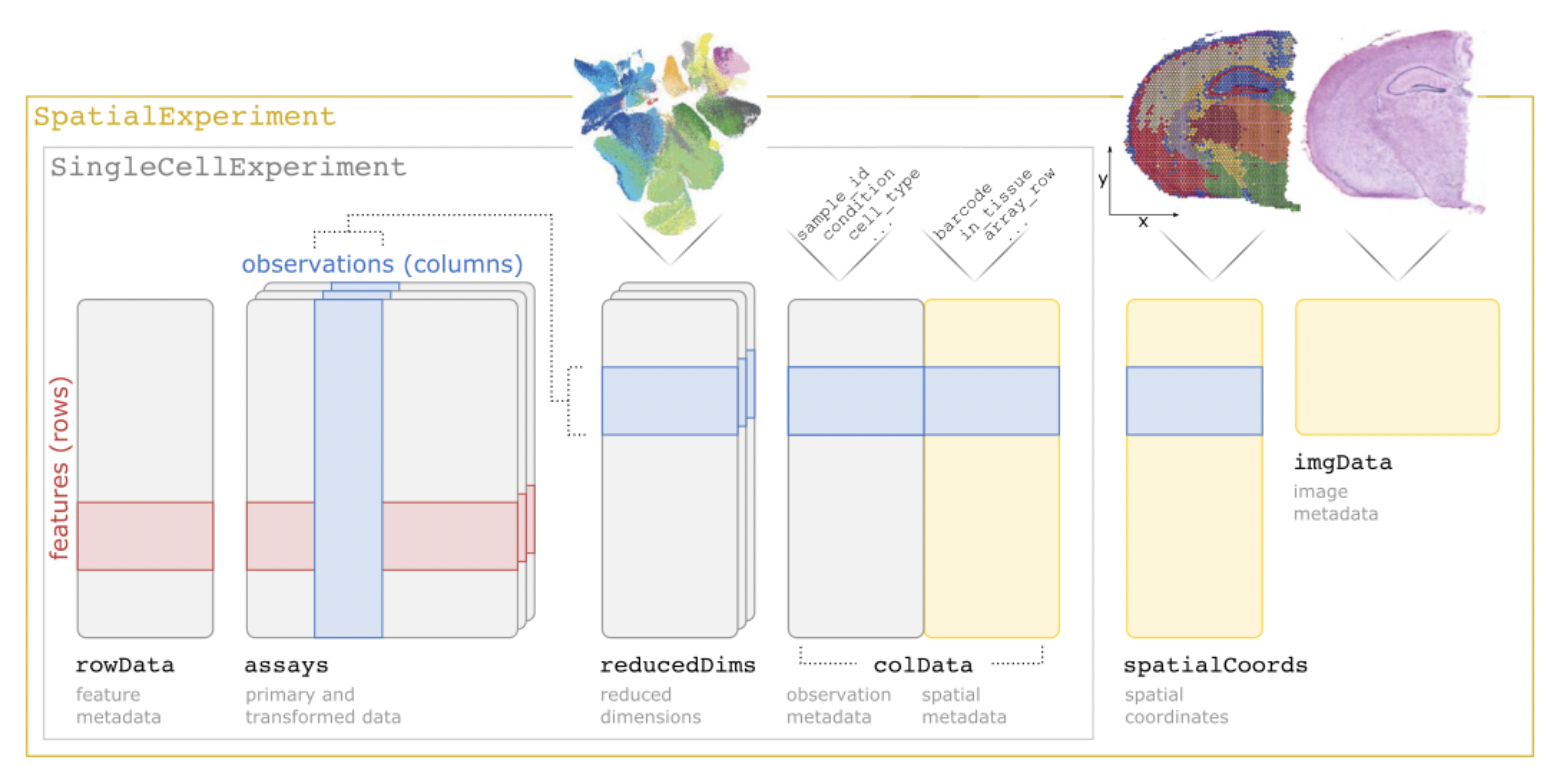 SpatialExperiment
SingleCellExperiment
observations (columns)
features (rows)
sample_id
condition
cell_type
...
barcode
in_tissue
array_row
...
y
x
rowData
feature
metadata
assays
primary and
transformed data
reducedDims
reduced
dimensions
colData
observation
metadata
spatial
metadata
spatialCoords
spatial
coordinates
imgData
image
metadata